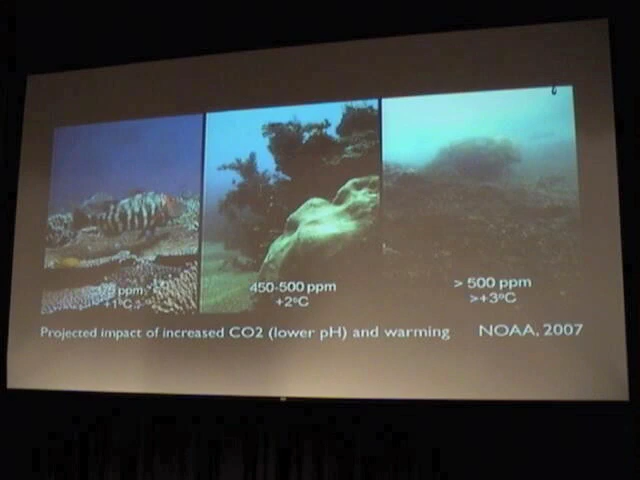 ppm
+1°C
450-500 ppm
+2°C
> 500 ppm
>+3°C
Projected impact of increased CO2 (lower pH) and warming NOAA, 2007